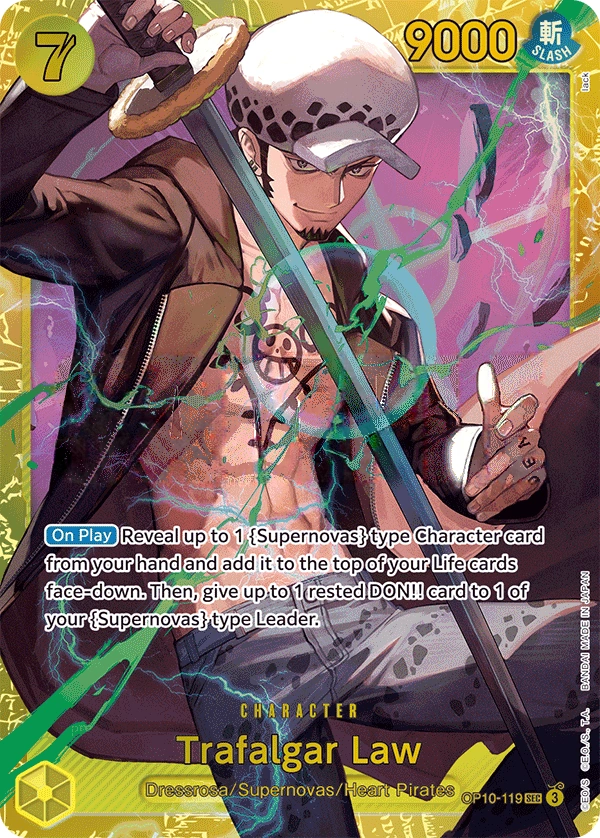 7
9000
斬
SLASH
lack
On Play Reveal up to 1 {Supernovas} type Character card
from your hand and add it to the top of your Life cards
face-down. Then, give up to 1 rested DON!! card to 1 of
your {Supernovas} type Leader.
CHARACTER
Trafalgar Law
Dressrosa/Supernovas/Heart Pirates
OP10-119 SEC 3
©E.O/S ©E.O./S, T.A. BANDAI MADE IN JAPAN